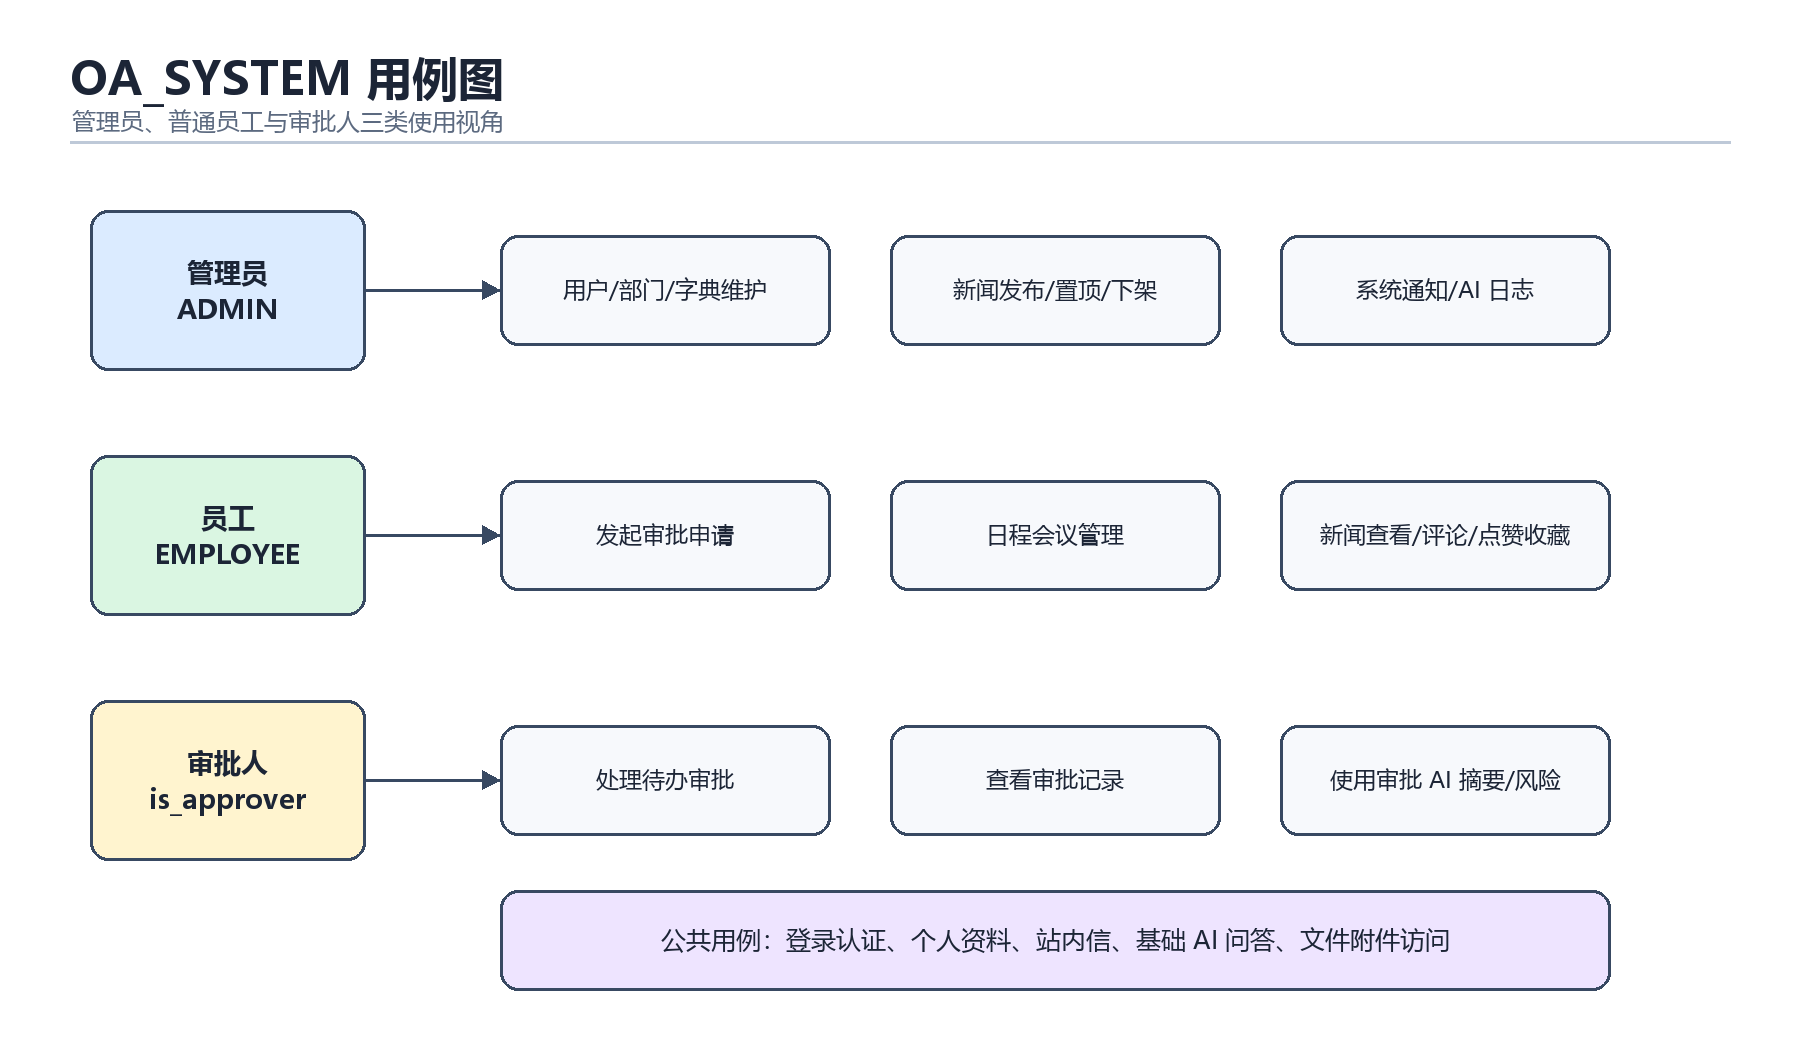 OA_SYSTEM 用例图
管理员、普通员工与审批人三类使用视角
管理员
ADMIN
用户/部门/字典维护
新闻发布/置顶/下架
系统通知/AI 日志
员工
EMPLOYEE
发起审批申请
日程会议管理
新闻查看/评论/点赞收藏
审批人
is_approver
处理待办审批
查看审批记录
使用审批 AI 摘要/风险
公共用例：登录认证、个人资料、站内信、基础 AI 问答、文件附件访问